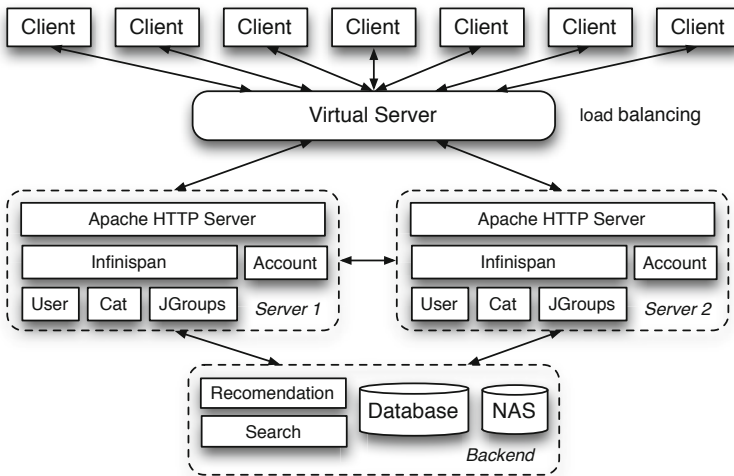 Client
Client
Client
Client
Client
Client
Client
Virtual Server
load balancing
Apache HTTP Server
Infinispan
Account
User
Cat
JGroups
Server 1
Apache HTTP Server
Infinispan
Account
User
Cat
JGroups
Server 2
Recomendation
Search
Database
NAS
Backend